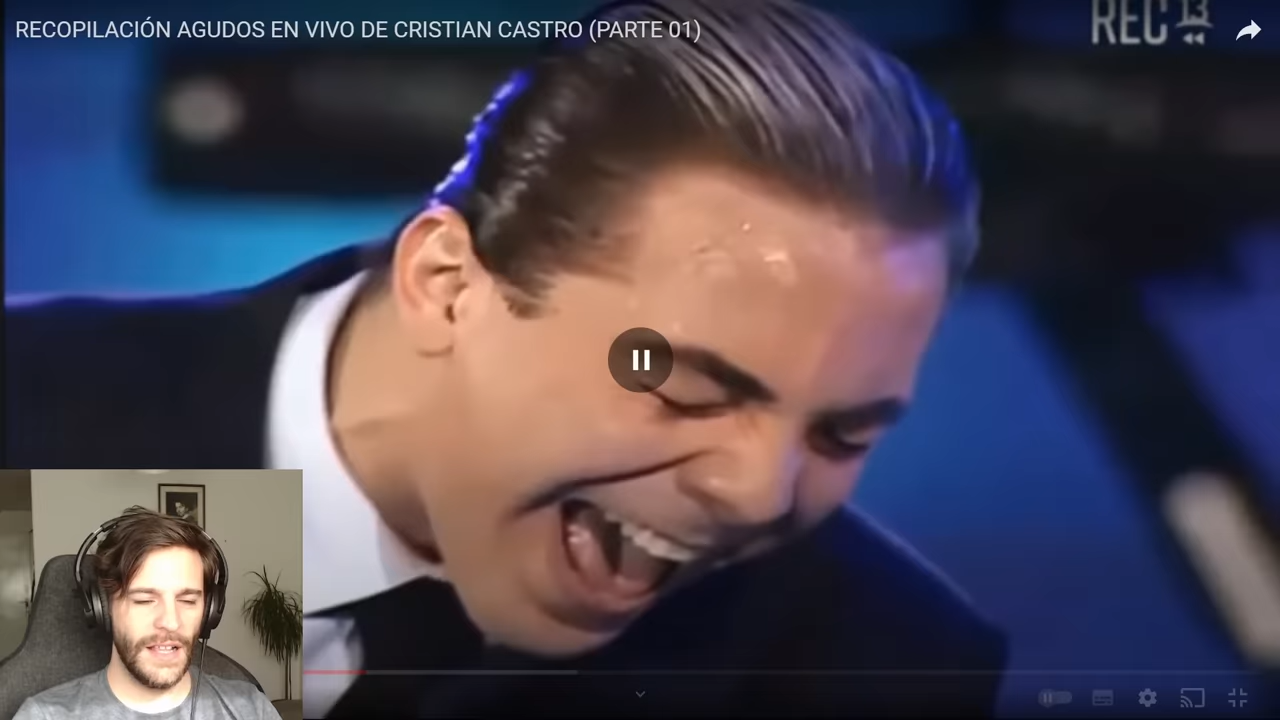 RECOPILACIÓN AGUDOS EN VIVO DE CRISTIAN CASTRO (PARTE 01)
REC 13